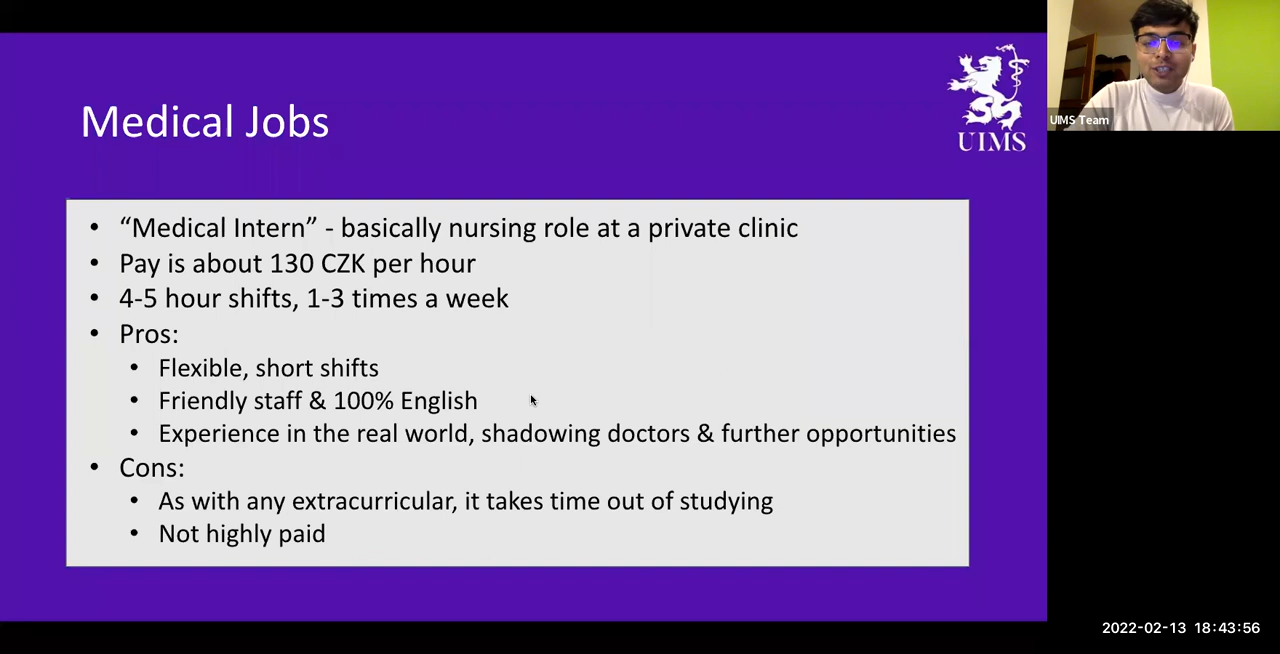 Medical Jobs
UIMS
UIMS Team
• “Medical Intern” - basically nursing role at a private clinic
• Pay is about 130 CZK per hour
• 4-5 hour shifts, 1-3 times a week
• Pros:
• Flexible, short shifts
• Friendly staff & 100% English
• Experience in the real world, shadowing doctors & further opportunities
• Cons:
• As with any extracurricular, it takes time out of studying
• Not highly paid
2022-02-13 18:43:56